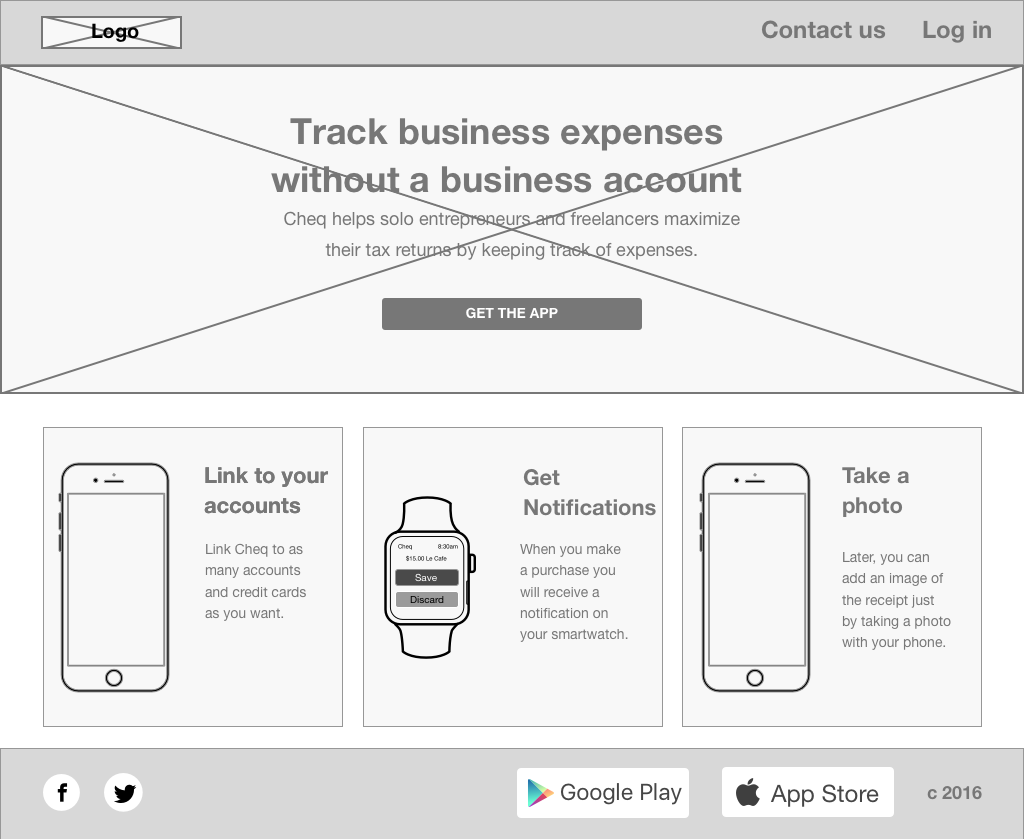 Logo
Contact us
Log in
Track business expenses
without a business account
Cheq helps solo entrepreneurs and freelancers maximize
their tax returns by keeping track of expenses.
GET THE APP
Link to your
accounts
Link Cheq to as
many accounts
and credit cards
as you want.
Cheq 8:30am
$15.00 Le Cafe
Save
Discard
Get
Notifications
When you make
a purchase you
will receive a
notification on
your smartwatch.
Take a
photo
Later, you can
add an image of
the receipt just
by taking a photo
with your phone.
Google Play
App Store
c 2016